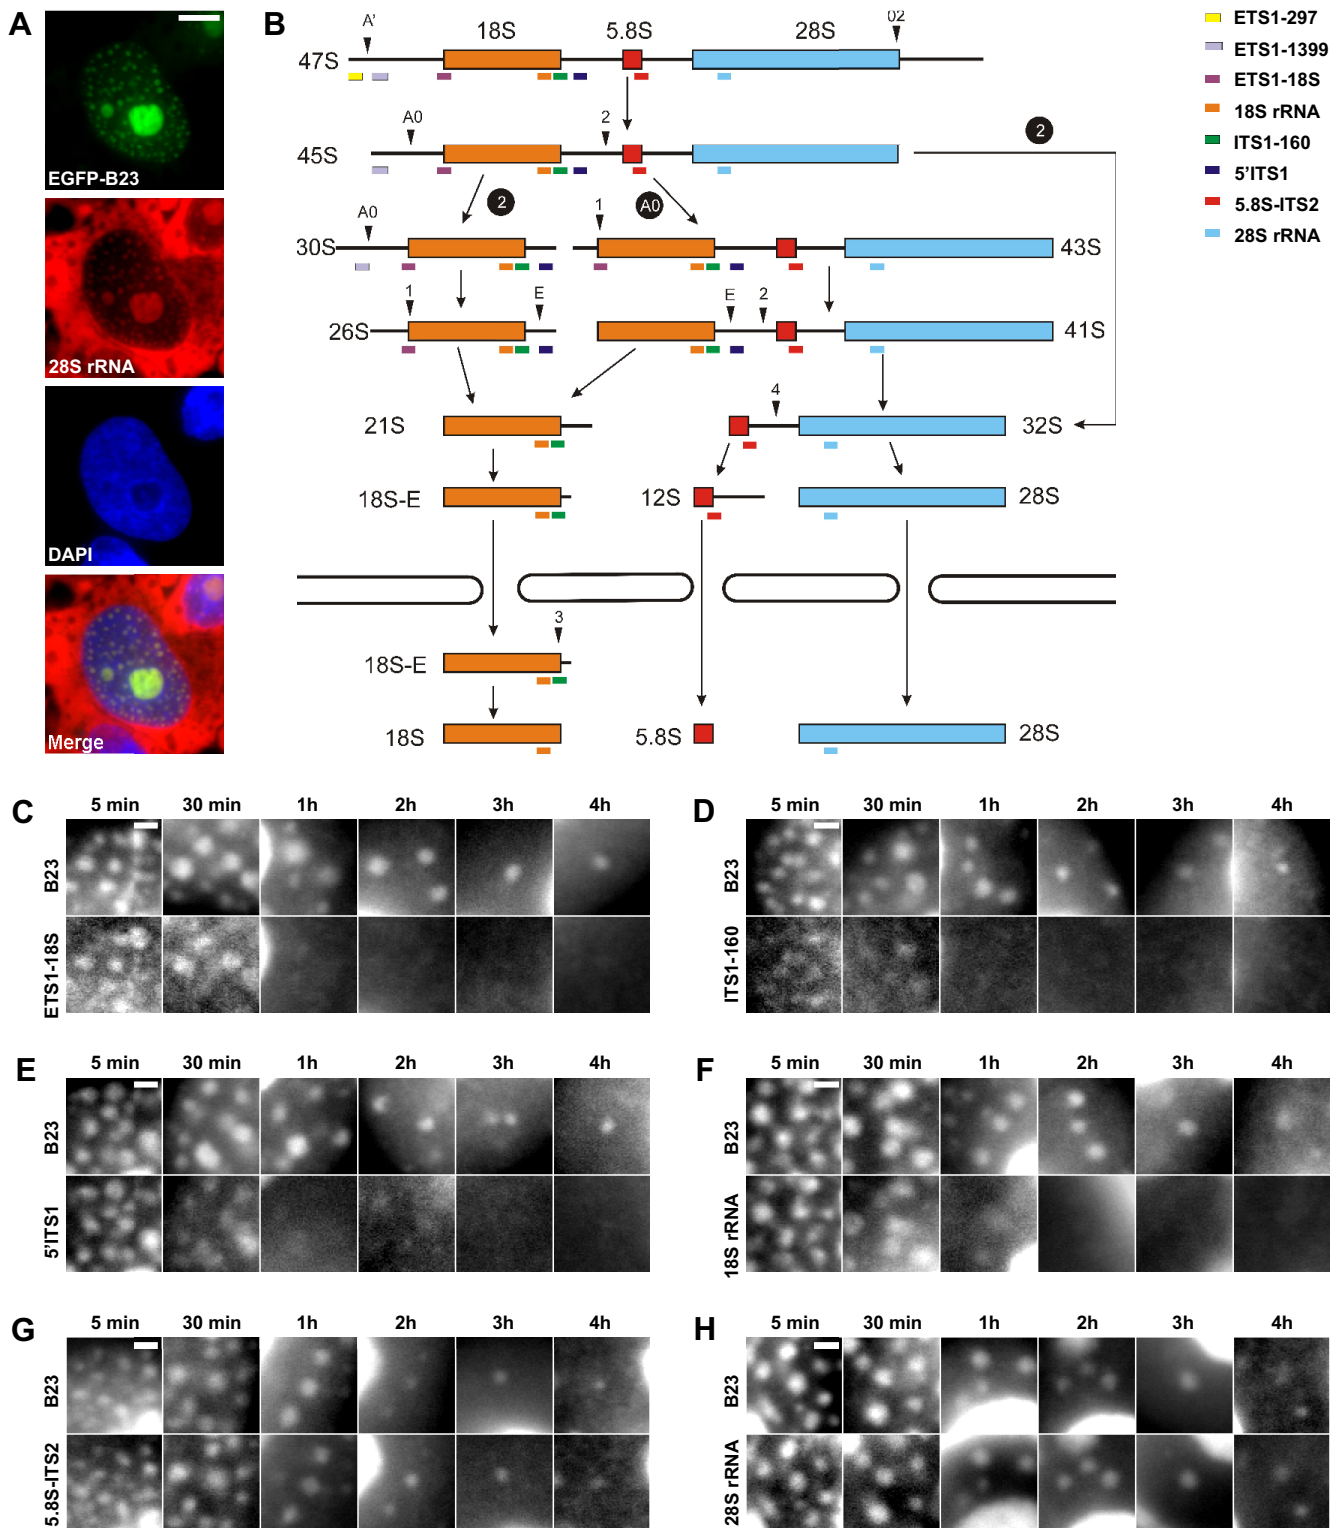 A
EGFP-B23
28S rRNA
DAPI
Merge
B
A' 18S 5.8S 28S 02
47S
A0 2
45S 2
2 A0
A0 1
30S 43S
1 E E 2
26S 41S
4
21S 32S
18S-E 12S 28S
3
18S-E
18S 5.8S 28S
ETS1-297
ETS1-1399
ETS1-18S
18S rRNA
ITS1-160
5'ITS1
5.8S-ITS2
28S rRNA
C
5 min 30 min 1h 2h 3h 4h
B23
ETS1-18S
D
5 min 30 min 1h 2h 3h 4h
B23
ITS1-160
E
5 min 30 min 1h 2h 3h 4h
B23
5'ITS1
F
5 min 30 min 1h 2h 3h 4h
B23
18S rRNA
G
5 min 30 min 1h 2h 3h 4h
B23
5.8S-ITS2
H
5 min 30 min 1h 2h 3h 4h
B23
28S rRNA